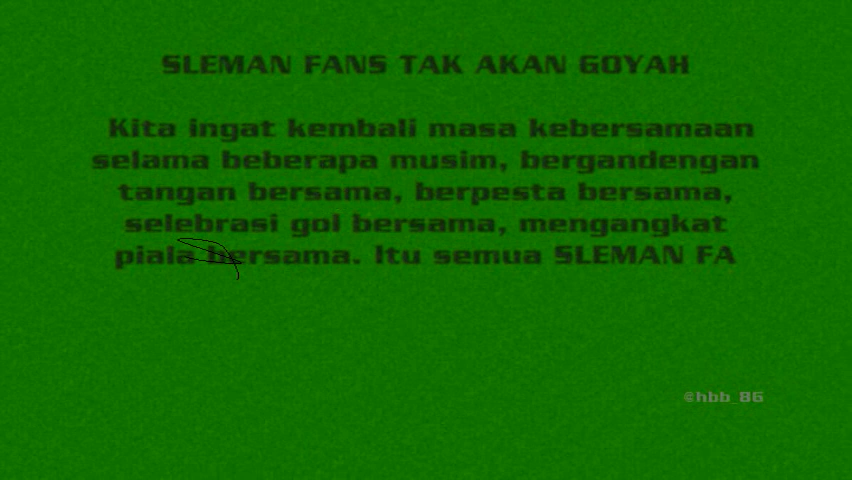 SLEMAN FANS TAK AKAN GOYAH
Kita ingat kembali masa kebersamaan
selama beberapa musim, bergandengan
tangan bersama, berpesta bersama,
selebrasi gol bersama, mengangkat
piala bersama. Itu semua SLEMAN FA
@hbb_86